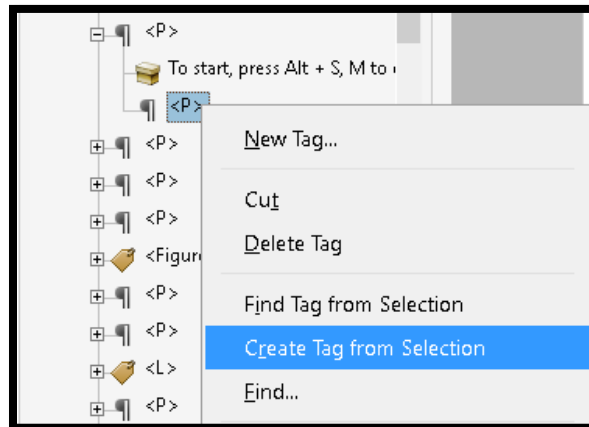 <P>
To start, press Alt + S, M to
<P>
New Tag...
<P>
<P>
Cut
<P>
Delete Tag
<Figur
<P>
Find Tag from Selection
<P>
Create Tag from Selection
<L>
Find...
<P>